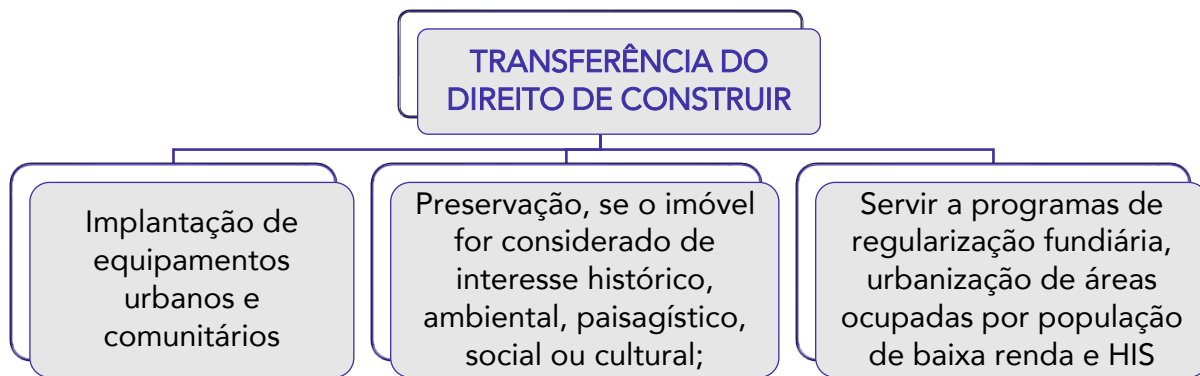 TRANSFERÊNCIA DO
DIREITO DE CONSTRUIR
Implantação de
equipamentos
urbanos e
comunitários
Preservação, se o imóvel
for considerado de
interesse histórico,
ambiental, paisagístico,
social ou cultural;
Servir a programas de
regularização fundiária,
urbanização de áreas
ocupadas por população
de baixa renda e HIS